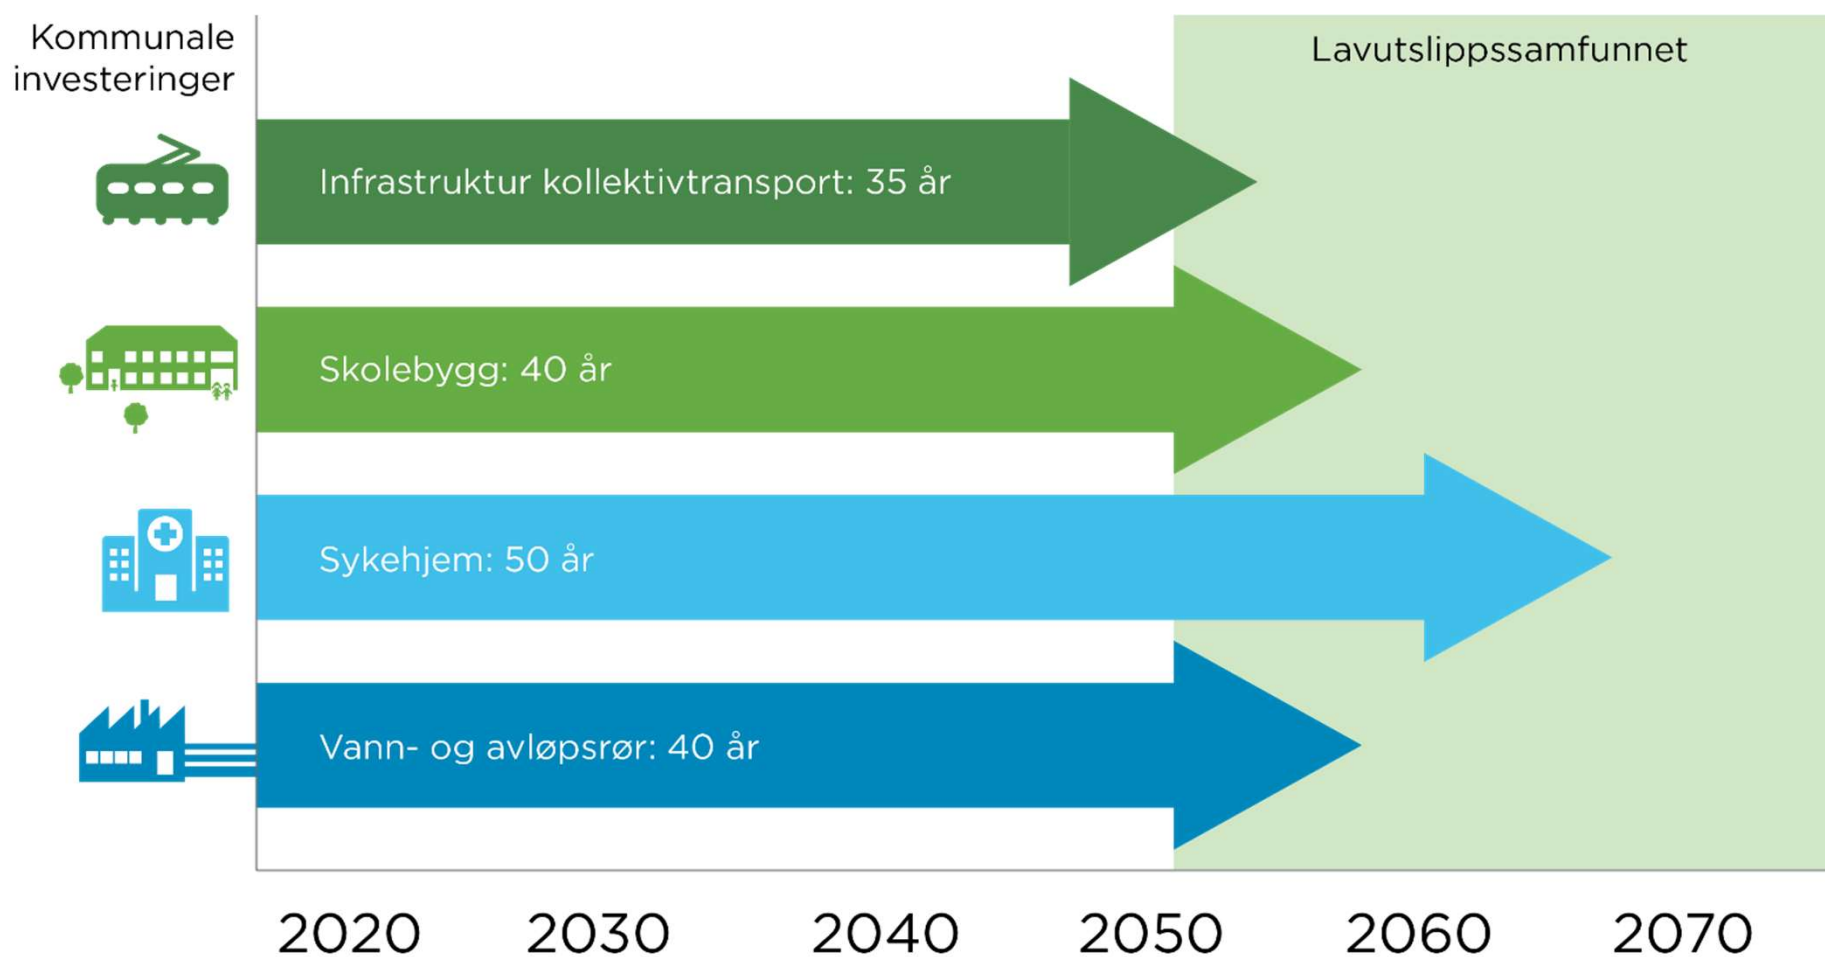 Kommunale
investeringer
Lavutslippssamfunnet
Infrastruktur kollektivtransport: 35 år
Skolebygg: 40 år
Sykehjem: 50 år
Vann- og avløpsrør: 40 år
2020 2030 2040 2050 2060 2070